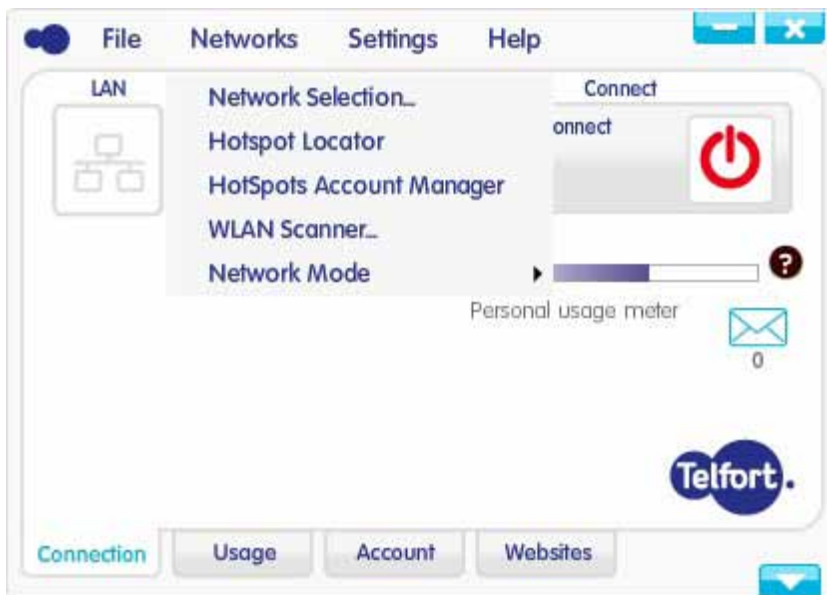 File Networks Settings Help
LAN
Connect
Network Selection...
Hotspot Locator
HotSpots Account Manager
WLAN Scanner...
Network Mode
onnect
?
Personal usage meter
0
Telfort.
Connection Usage Account Websites